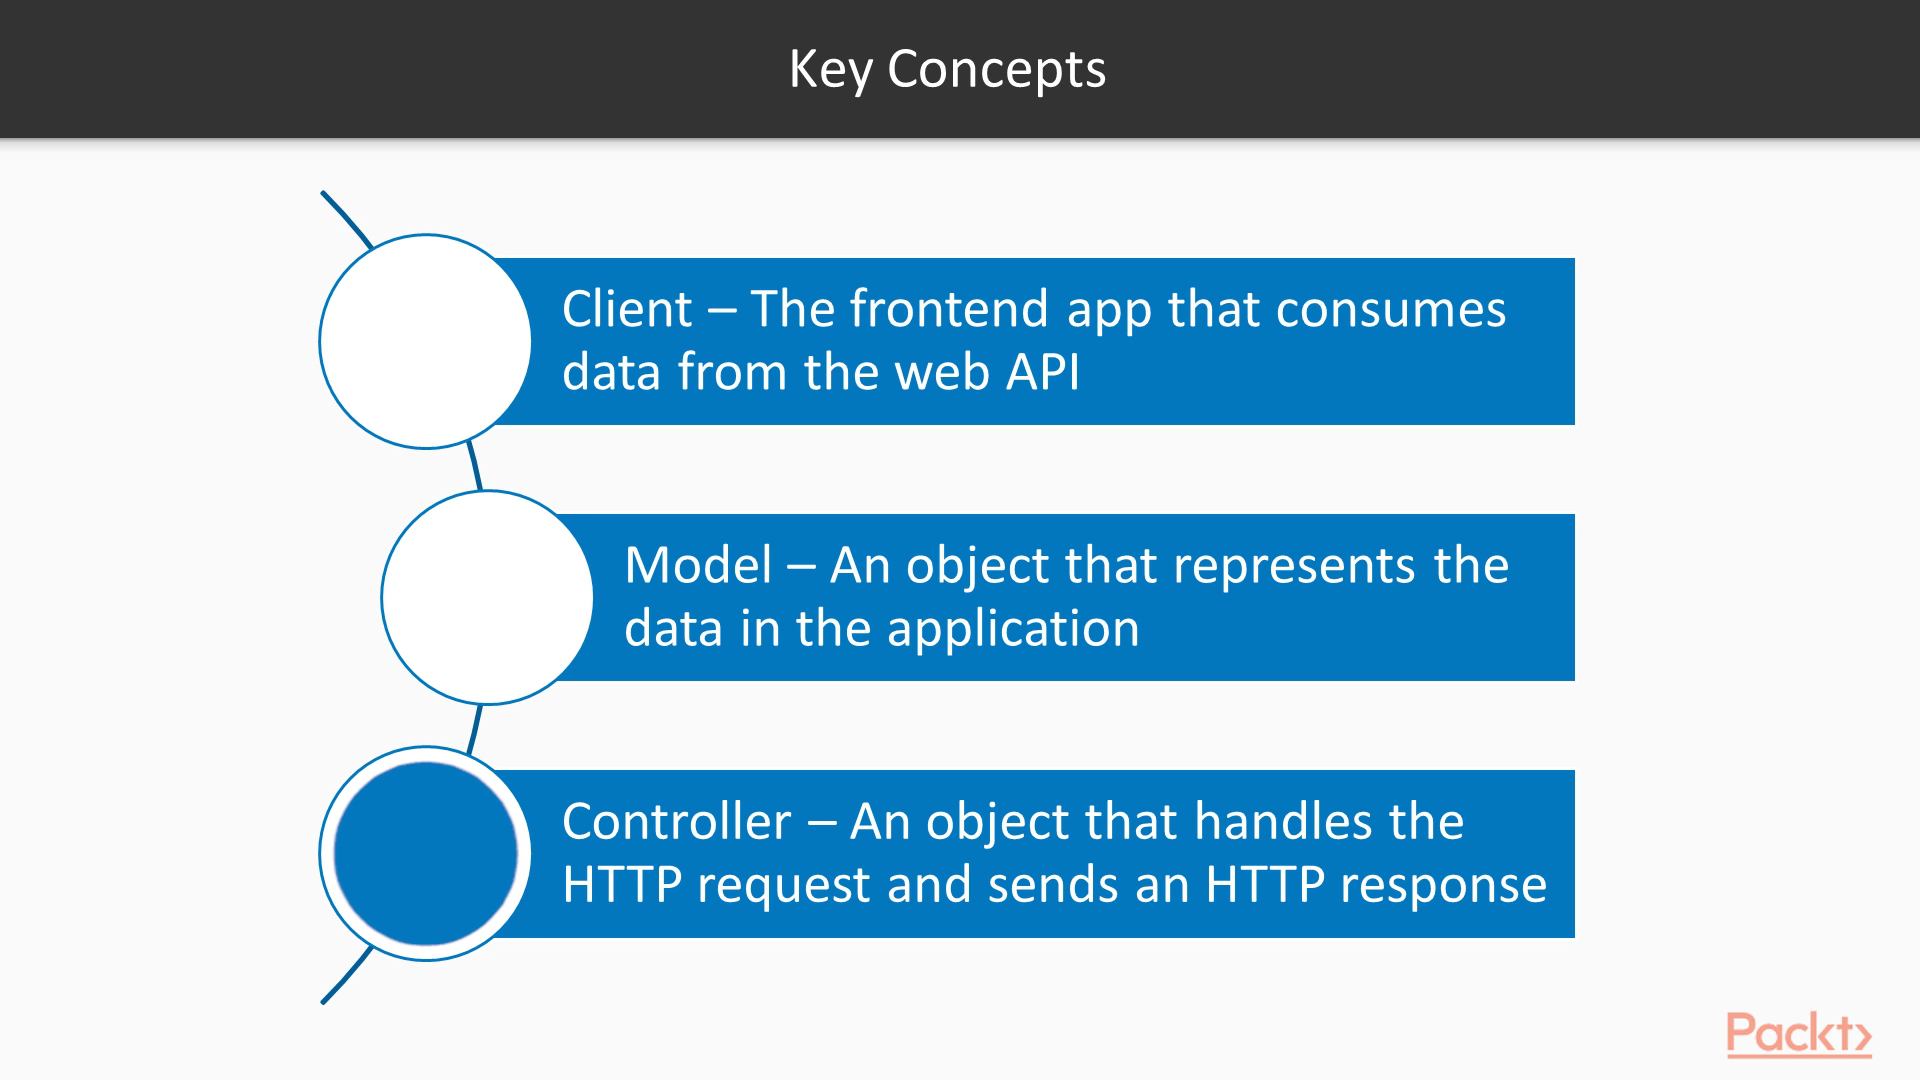 Key Concepts
Client – The frontend app that consumes
data from the web API
Model – An object that represents the
data in the application
Controller – An object that handles the
HTTP request and sends an HTTP response
Packt>